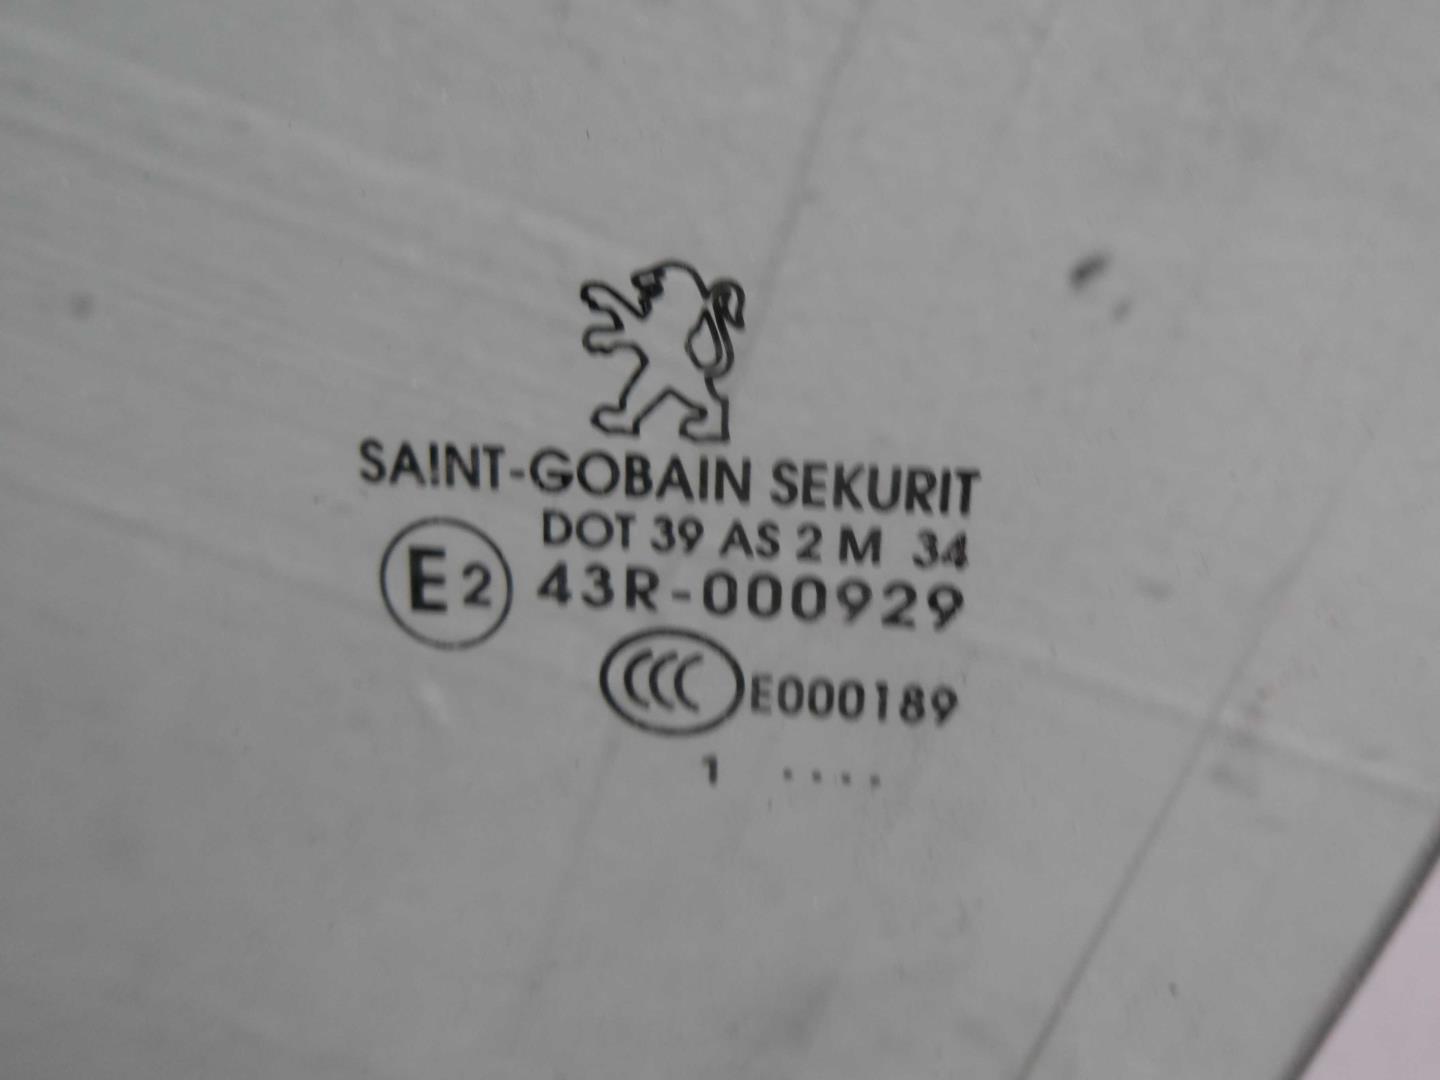 SAINT-GOBAIN SEKURIT
DOT 39 AS 2 M 34
E2 43R-000929
CCC E000189
1 ....